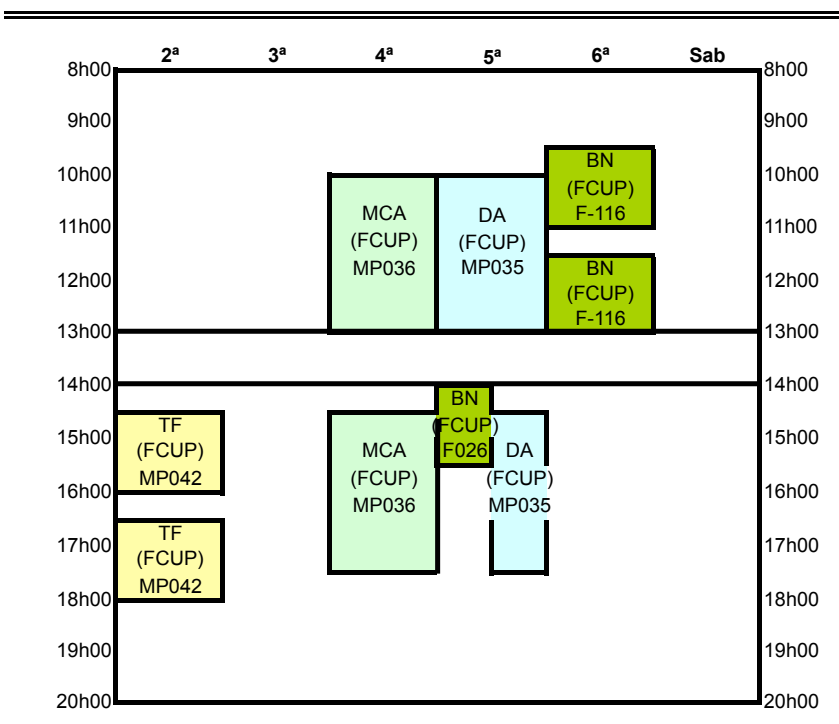 2ª 3ª 4ª 5ª 6ª Sab
8h00 8h00
9h00 9h00
BN
(FCUP)
F-116
10h00 10h00
MCA
(FCUP)
MP036
DA
(FCUP)
MP035
11h00 11h00
BN
(FCUP)
F-116
12h00 12h00
13h00 13h00
14h00 14h00
BN
(FCUP)
F026
TF
(FCUP)
MP042
15h00 15h00
MCA
(FCUP)
MP036
DA
(FCUP)
MP035
16h00 16h00
TF
(FCUP)
MP042
17h00 17h00
18h00 18h00
19h00 19h00
20h00 20h00